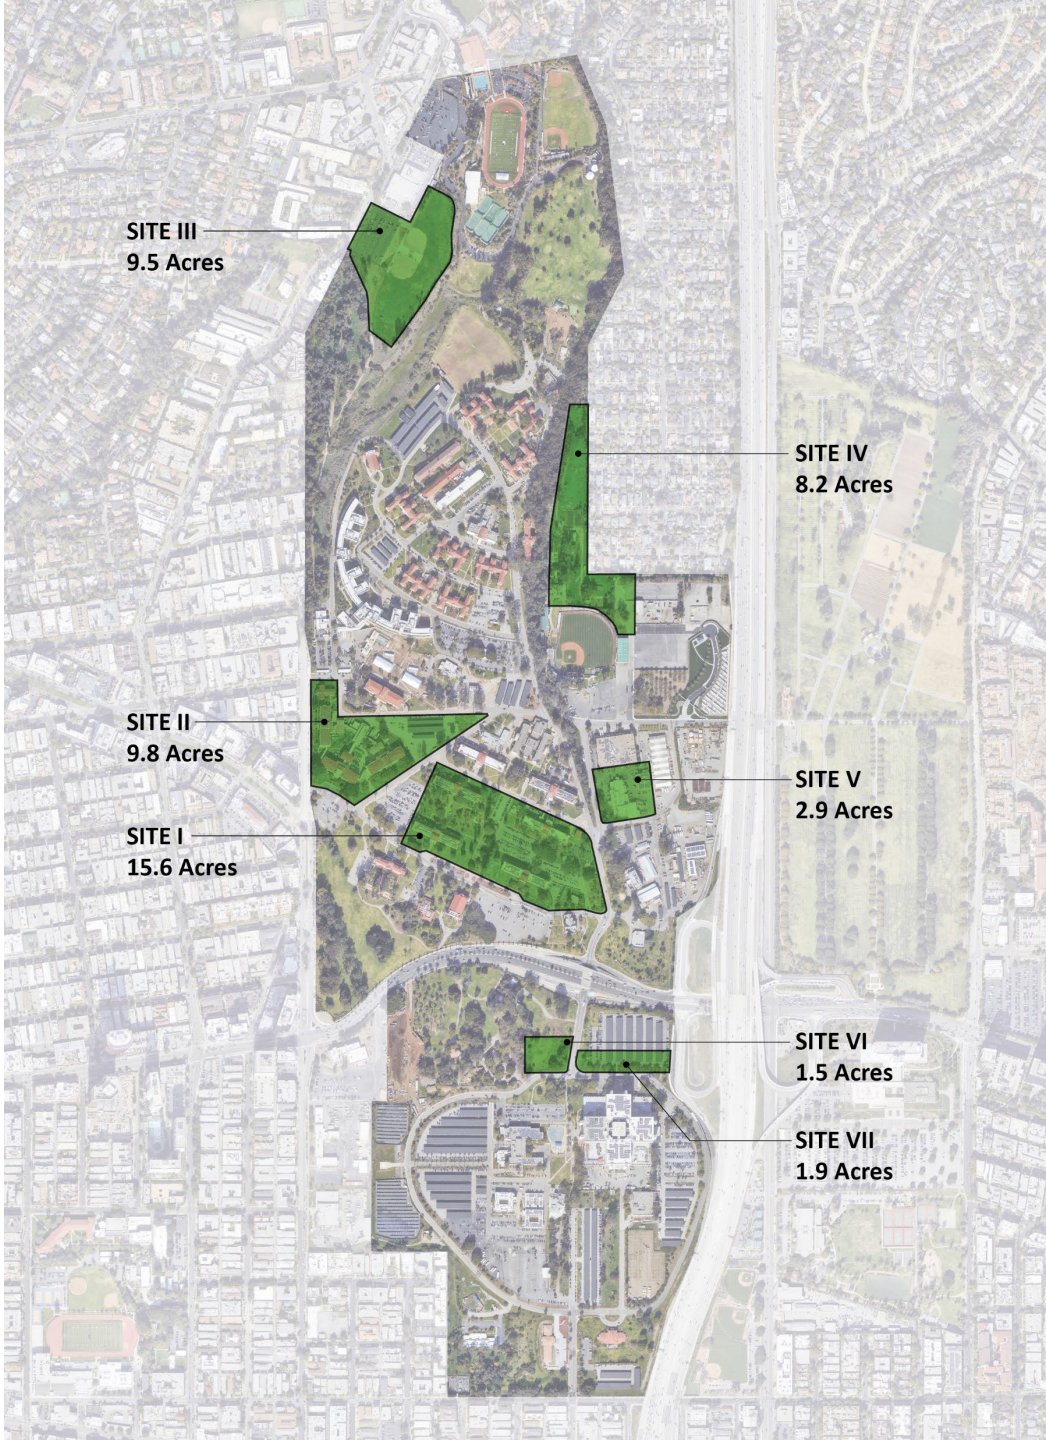 SITE III
9.5 Acres
SITE IV
8.2 Acres
SITE II
9.8 Acres
SITE V
2.9 Acres
SITE I
15.6 Acres
SITE VI
1.5 Acres
SITE VII
1.9 Acres